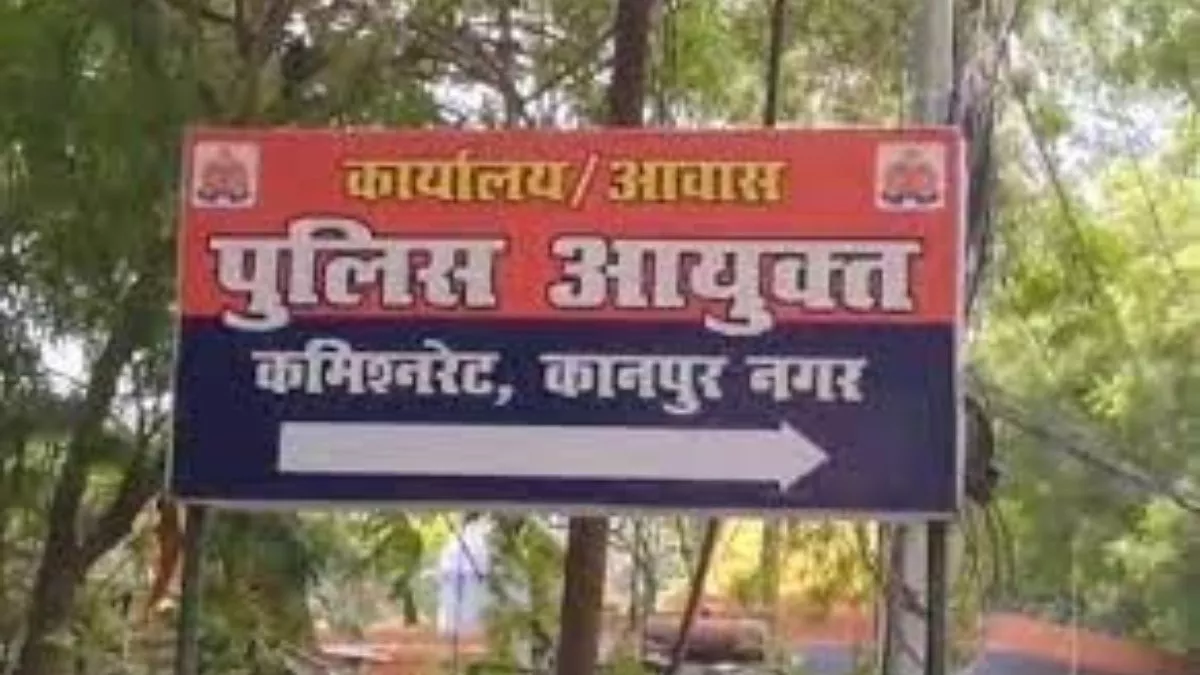 कार्यालय/आवास
पुलिस आयुक्त
कमिश्नरेट, कानपुर नगर